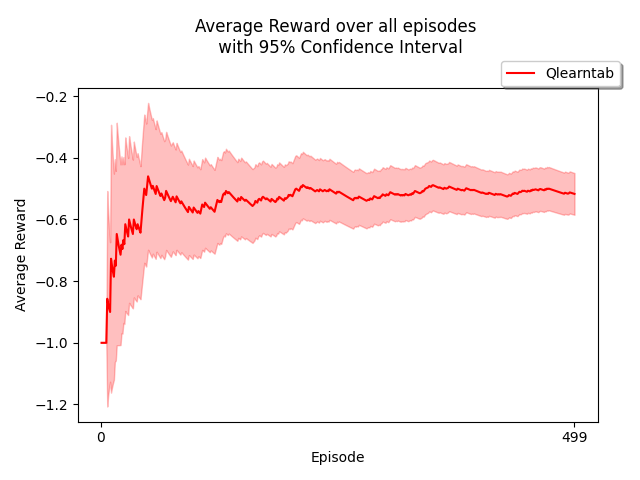 Average Reward over all episodes
with 95% Confidence Interval
Qlearntab
−0.2
−0.4
−0.6
−0.8
−1.0
−1.2
Average Reward
0
499
Episode